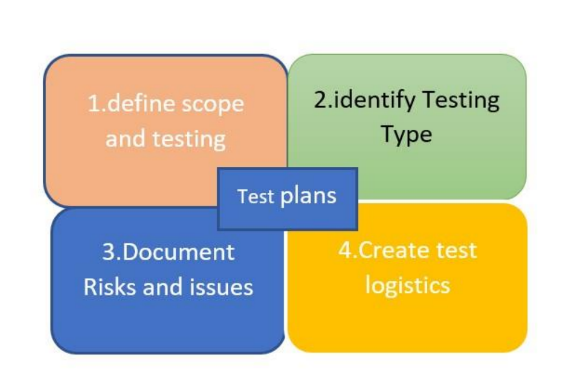 1.define scope
and testing
2.identify Testing
Type
Test plans
3.Document
Risks and issues
4.Create test
logistics